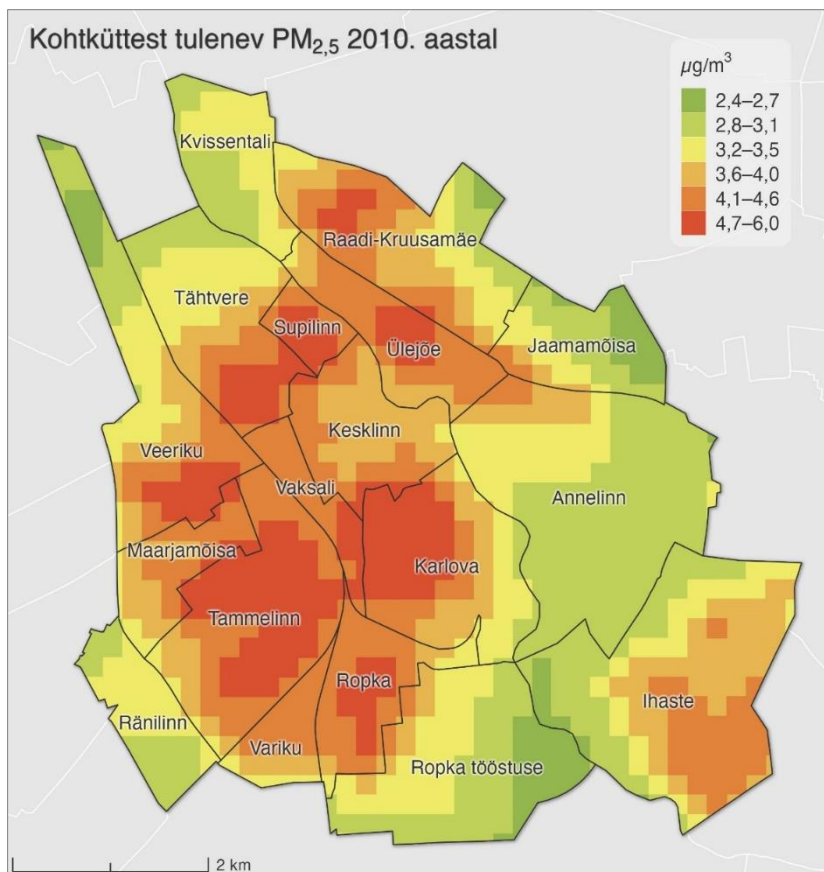 Kohtküttest tulenev PM2,5 2010. aastal
µg/m³
2,4–2,7
2,8–3,1
3,2–3,5
3,6–4,0
4,1–4,6
4,7–6,0
Kvissentali
Raadi-Kruusamäe
Tähtvere
Supilinn
Ülejõe
Jaamamõisa
Kesklinn
Veeriku
Vaksali
Annelinn
Maarjamõisa
Karlova
Tammelinn
Ropka
Ihaste
Ränilinn
Variku
Ropka tööstuse
2 km